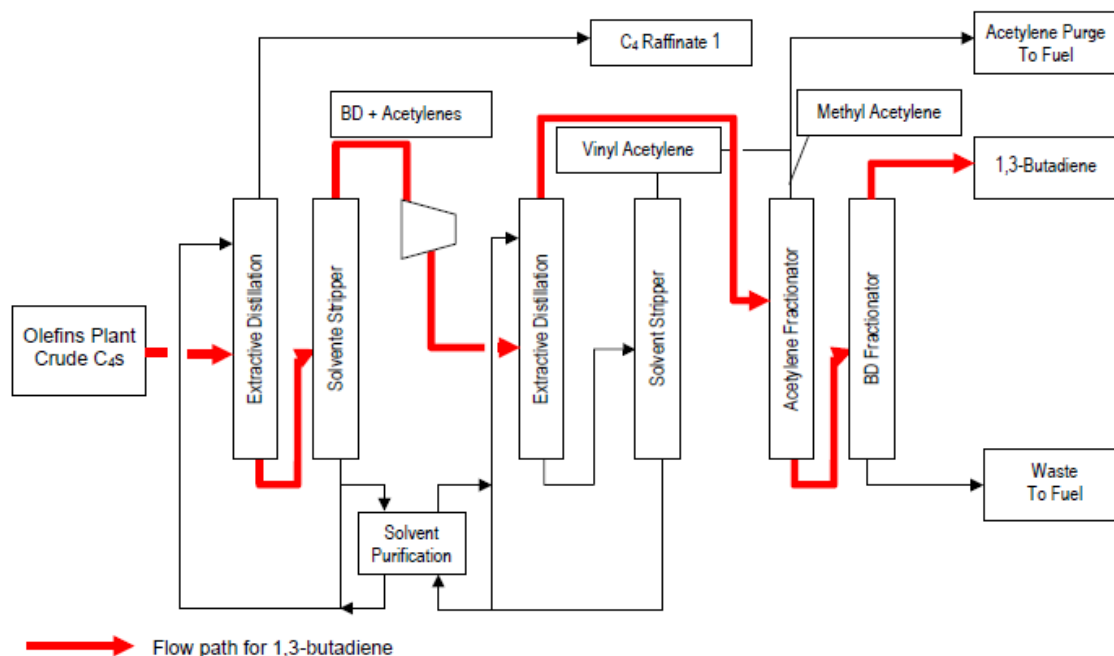 C₄ Raffinate 1
Acetylene Purge
To Fuel
BD + Acetylenes
Methyl Acetylene
Vinyl Acetylene
1,3-Butadiene
Olefins Plant
Crude C₄s
Extractive Distillation
Solvente Stripper
Extractive Distillation
Solvent Stripper
Acetylene Fractionator
BD Fractionator
Waste
To Fuel
Solvent
Purification
Flow path for 1,3-butadiene